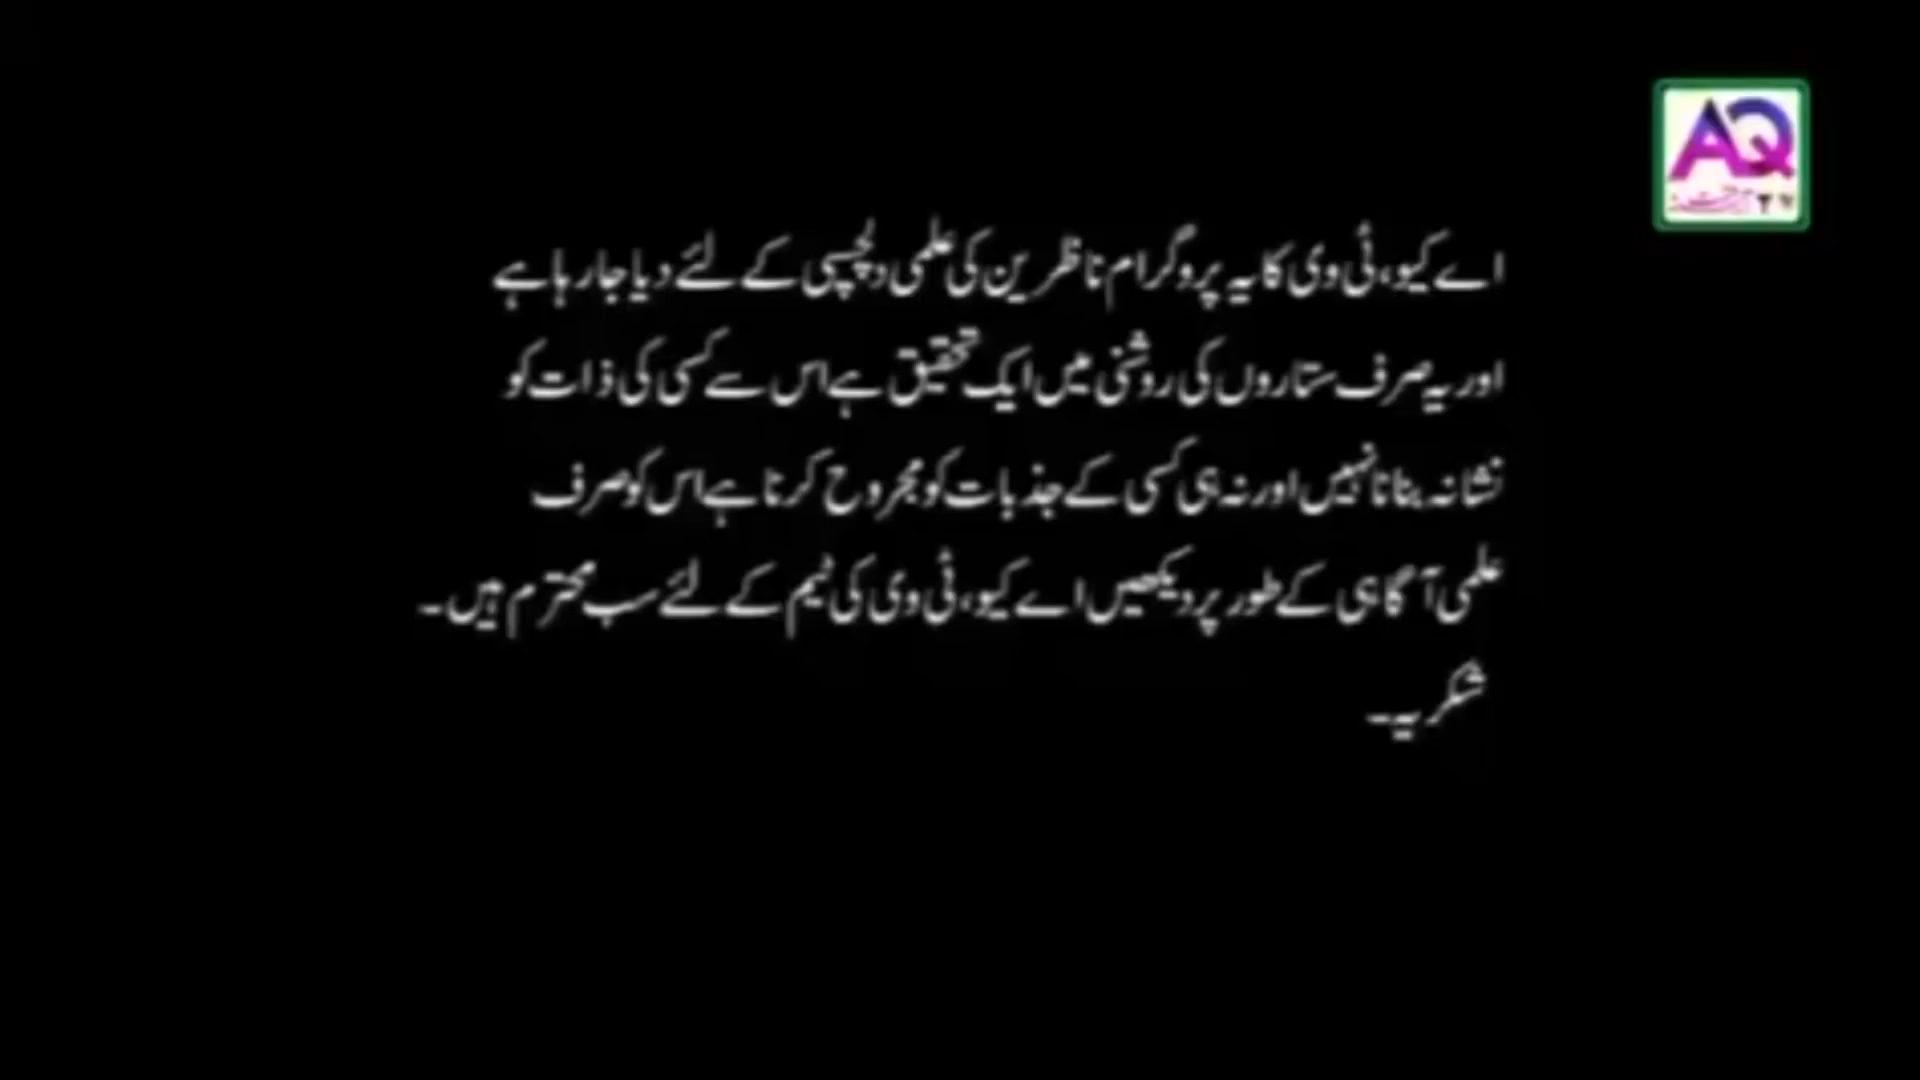 AQ
اے کیو، ٹی وی کا یہ پروگرام ناظرین کی علمی دلچسپی کے لئے دیا جا رہا ہے
اور یہ صرف ستاروں کی روشنی میں ایک تحقیق ہے اس سے کسی کی ذات کو
نشانہ بنانا نہیں اور نہ ہی کسی کے جذبات کو مجروح کرنا ہے اس کو صرف
علمی آگاہی کے طور پر دیکھیں اے کیو، ٹی وی کی ٹیم کے لئے سب محترم ہیں۔
شکریہ۔